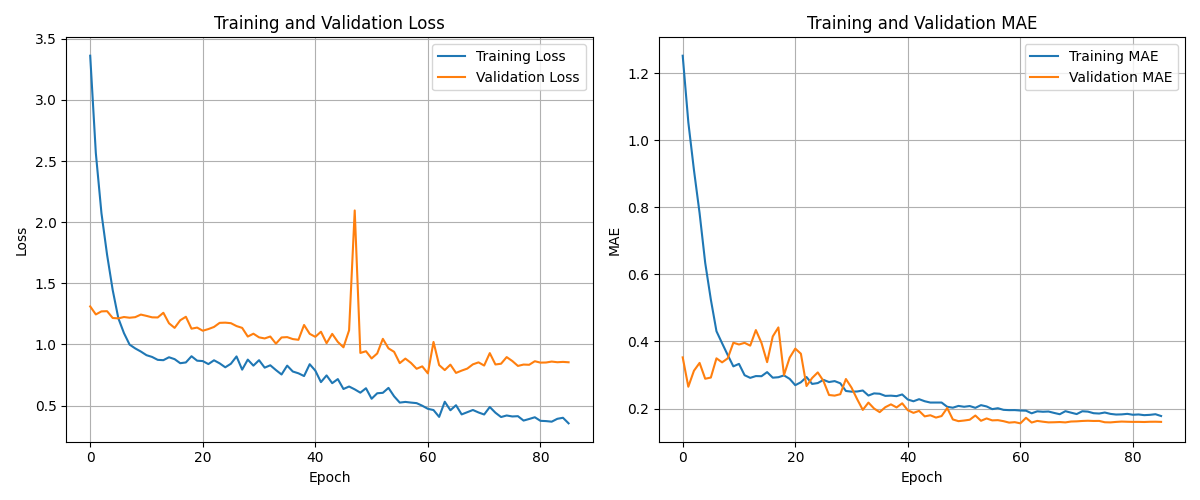 Training and Validation Loss
3.5
3.0
2.5
2.0
1.5
1.0
0.5
Loss
0
20
40
60
80
Epoch
Training Loss
Validation Loss
Training and Validation MAE
1.2
1.0
0.8
0.6
0.4
0.2
MAE
0
20
40
60
80
Epoch
Training MAE
Validation MAE